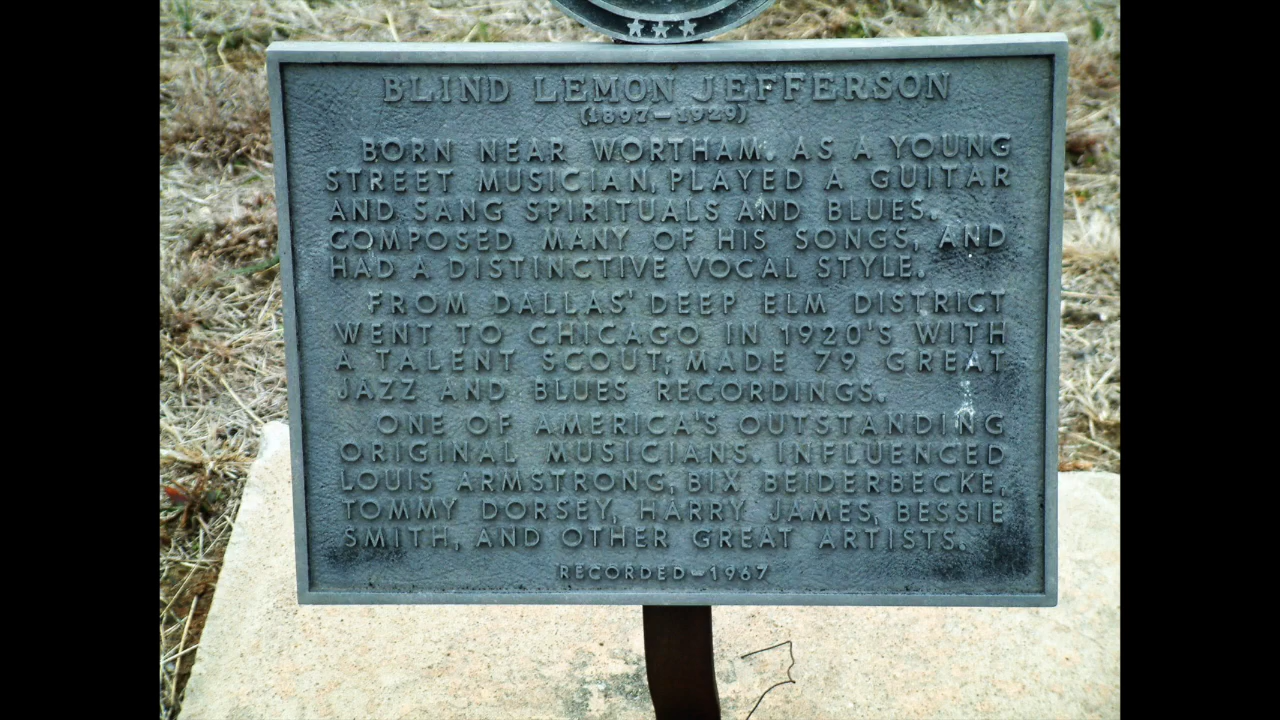 BLIND LEMON JEFFERSON
(1897-1929)
BORN NEAR WORTHAM. AS A YOUNG
STREET MUSICIAN, PLAYED A GUITAR
AND SANG SPIRITUALS AND BLUES.
COMPOSED MANY OF HIS SONGS, AND
HAD A DISTINCTIVE VOCAL STYLE.
FROM DALLAS' DEEP ELM DISTRICT
WENT TO CHICAGO IN 1920'S WITH
A TALENT SCOUT; MADE 79 GREAT
JAZZ AND BLUES RECORDINGS.
ONE OF AMERICA'S OUTSTANDING
ORIGINAL MUSICIANS. INFLUENCED
LOUIS ARMSTRONG, BIX BEIDERBECKE,
TOMMY DORSEY, HARRY JAMES, BESSIE
SMITH, AND OTHER GREAT ARTISTS.
RECORDED-1967